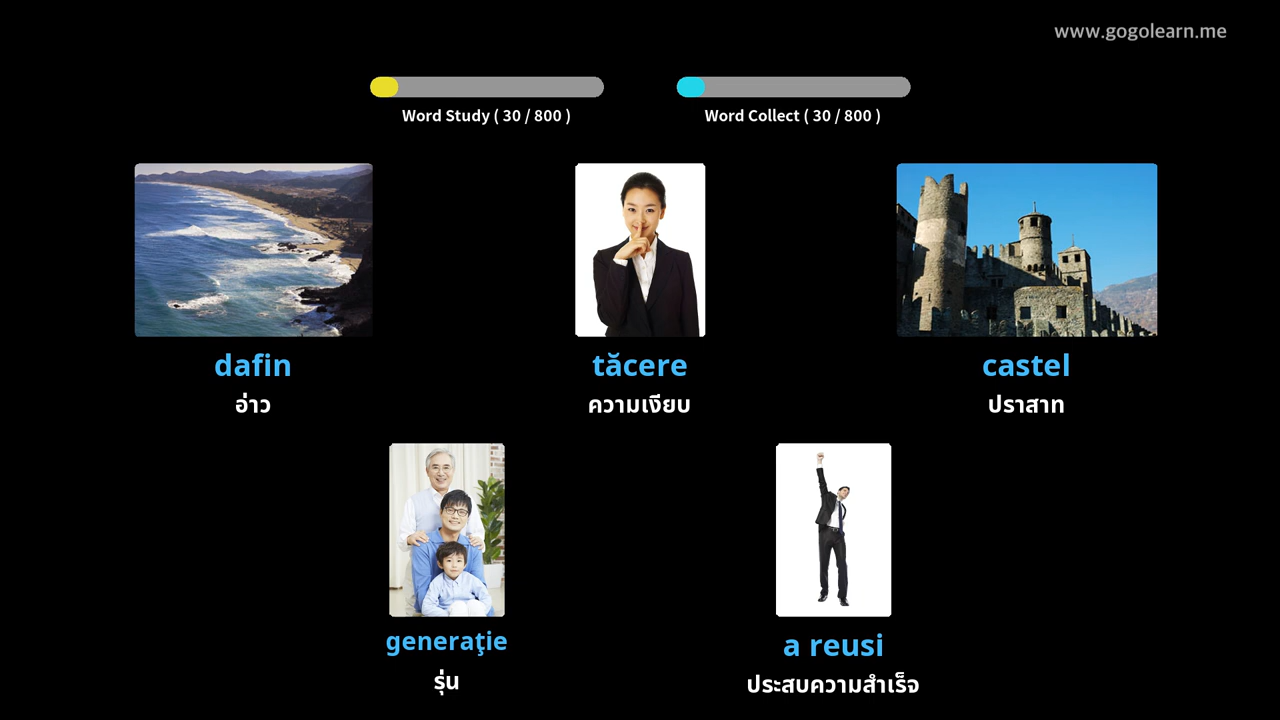 www.gogolearn.me
Word Study ( 30 / 800 )
Word Collect ( 30 / 800 )
dafin
อ่าว
tăcere
ความเงียบ
castel
ปราสาท
generaţie
รุ่น
a reusi
ประสบความสำเร็จ